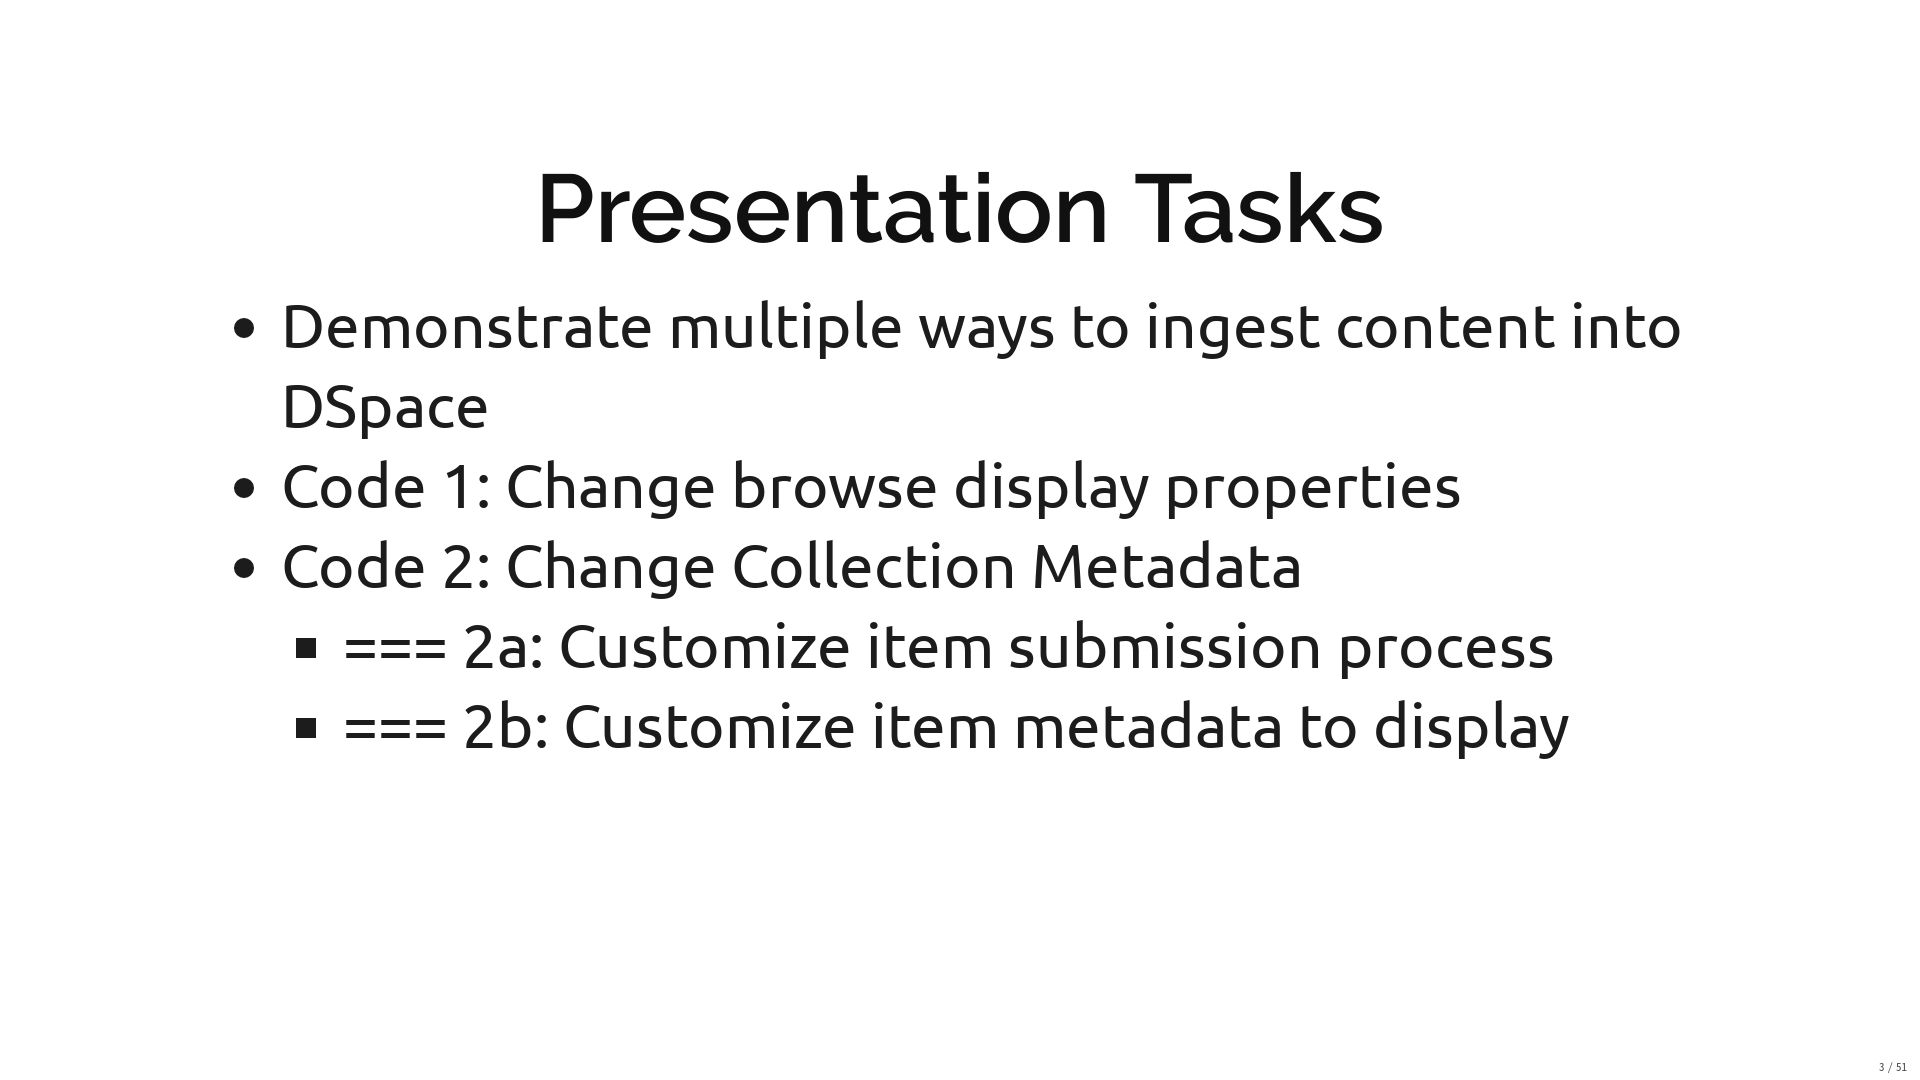 Presentation Tasks
Demonstrate multiple ways to ingest content into
DSpace
Code 1: Change browse display properties
Code 2: Change Collection Metadata
=== 2a: Customize item submission process
=== 2b: Customize item metadata to display
3 / 51